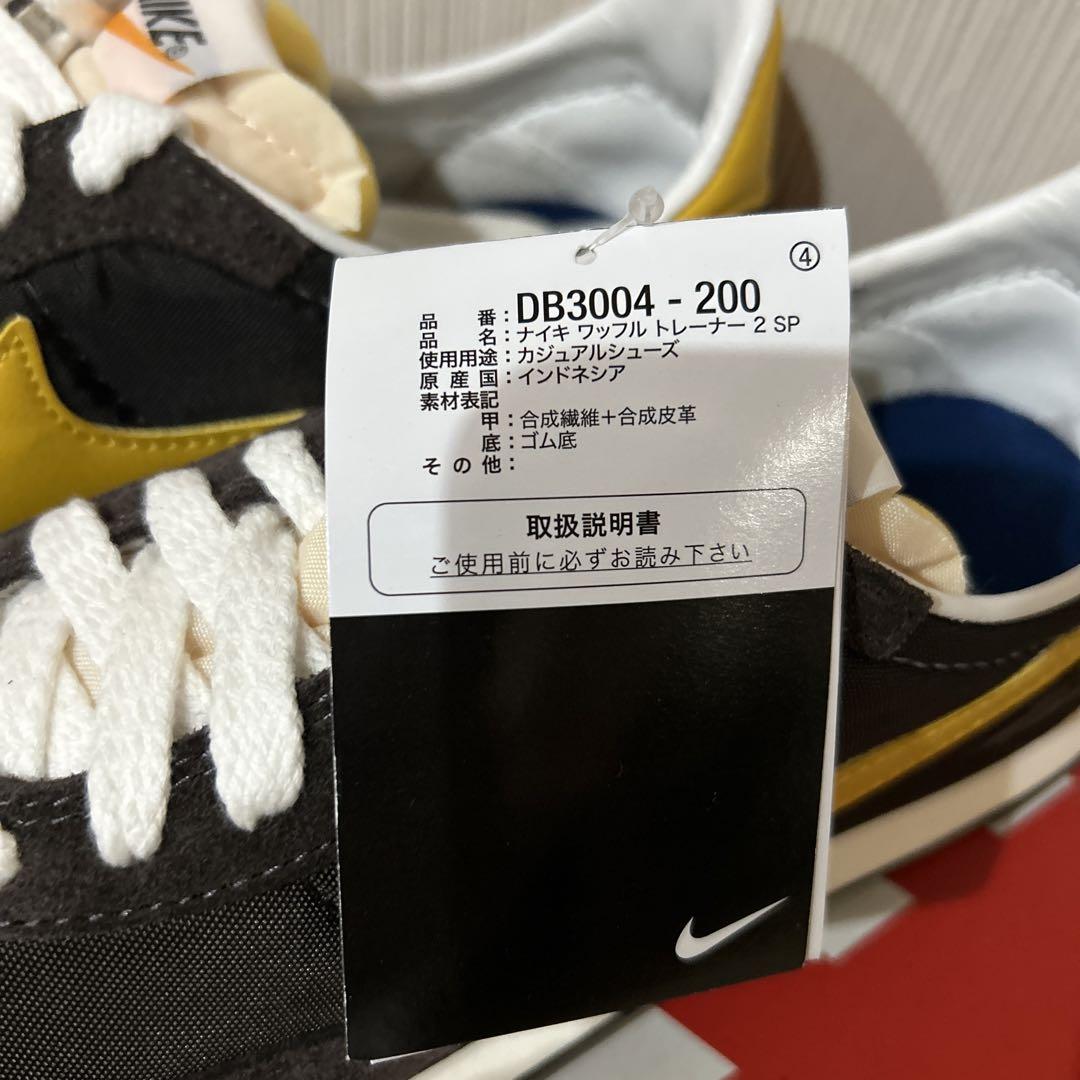 NIKE®
④
品番：DB3004 - 200
品名：ナイキ ワッフル トレーナー 2 SP
使用用途：カジュアルシューズ
原産国：インドネシア
素材表記
甲：合成繊維＋合成皮革
底：ゴム底
その他：
取扱説明書
ご使用前に必ずお読み下さい